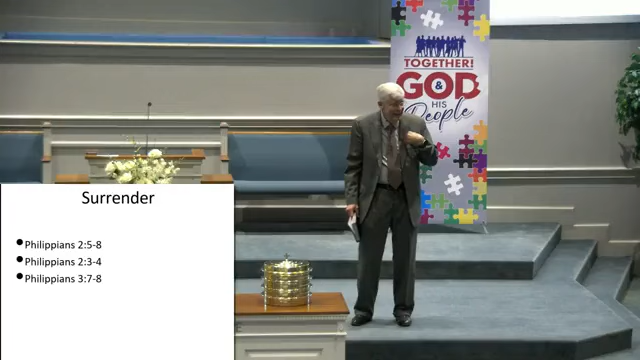 TOGETHER!
GOD
&
HIS
People
Surrender
Philippians 2:5-8
Philippians 2:3-4
Philippians 3:7-8